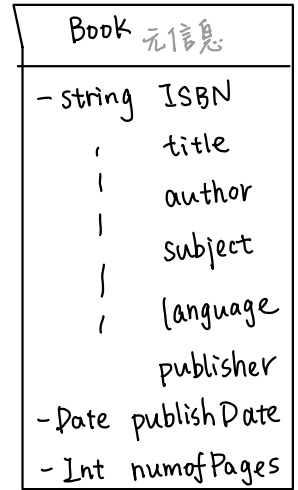 Book 元信息
- string ISBN
title
author
subject
language
publisher
- Date publishDate
- Int numofPages